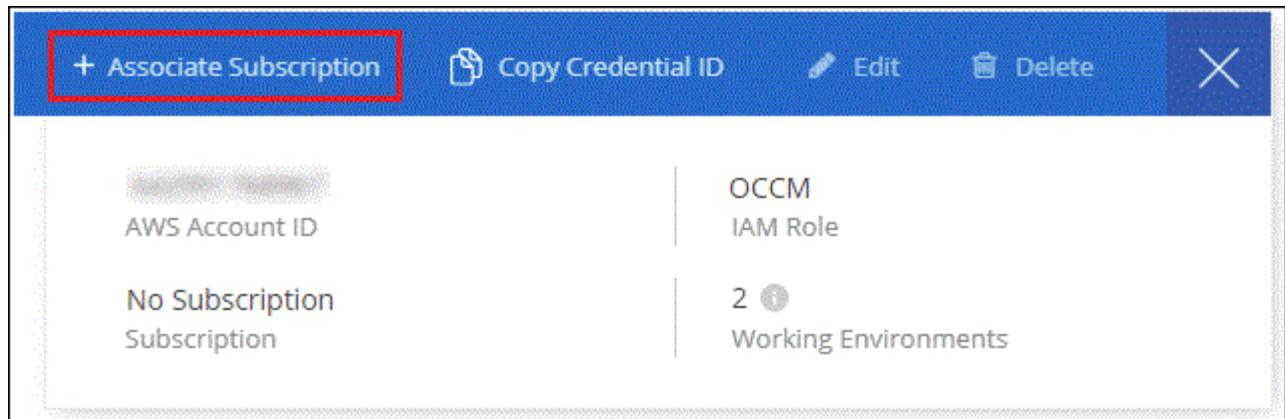 + Associate Subscription Copy Credential ID Edit Delete
AWS Account ID
OCCM
IAM Role
No Subscription
Subscription
2
Working Environments